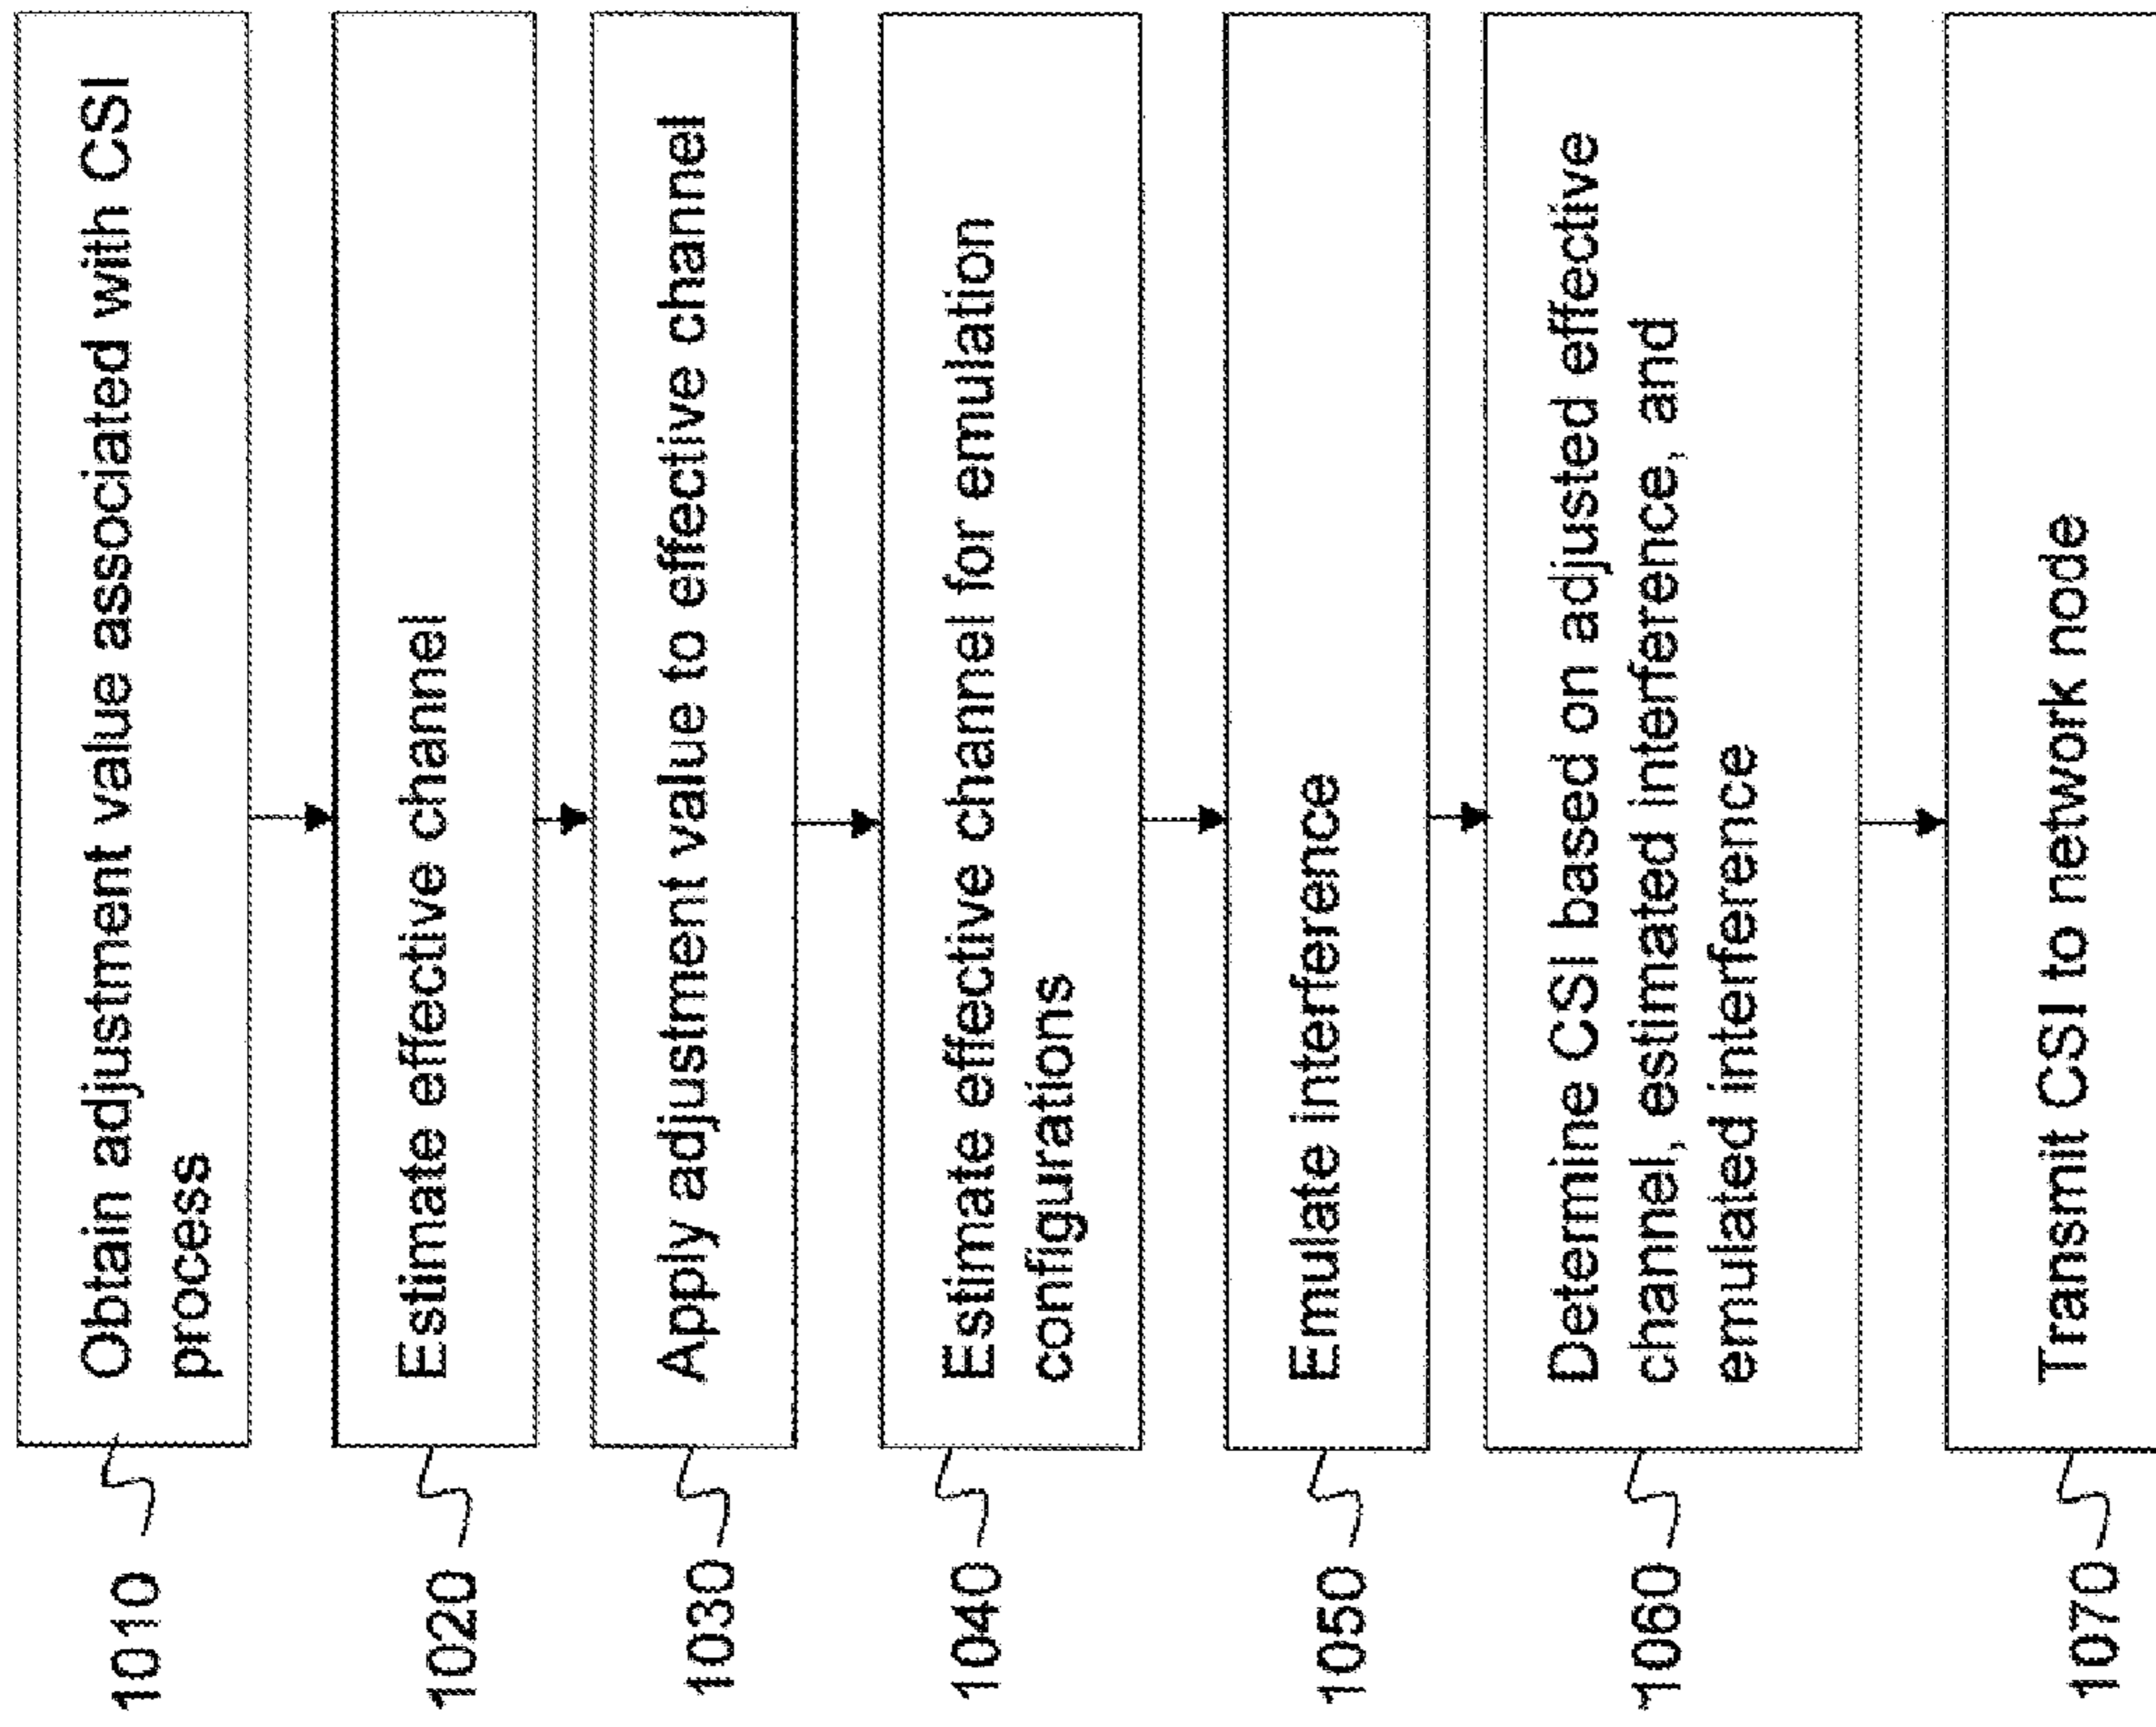 1010
Obtain adjustment value associated with CSI
process
1020
Estimate effective channel
1030
Apply adjustment value to effective channel
1040
Estimate effective channel for emulation
configurations
1050
Emulate interference
1060
Determine CSI based on adjusted effective
channel, estimated interference, and
emulated interference
1070
Transmit CSI to network node